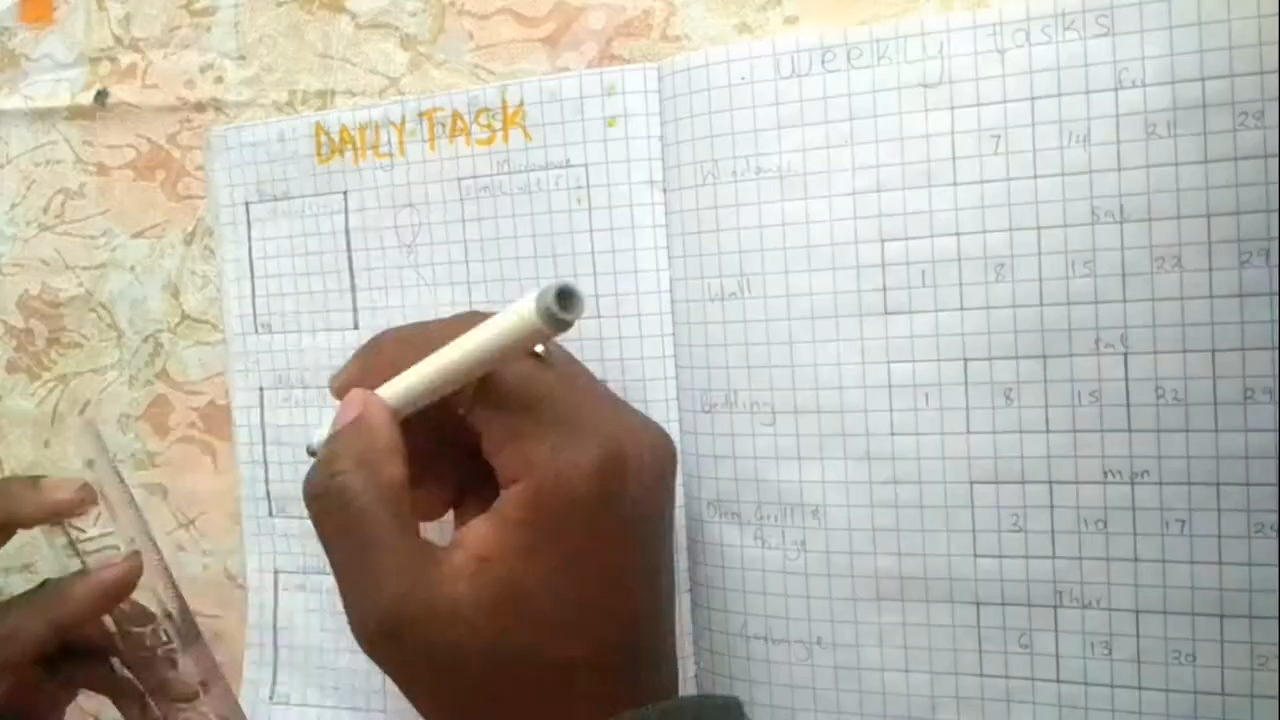 DAILY TASK
Microwave
weekly tasks
Fri
Windows
7 14 21 28
Sat
Wall
1 8 15 22 29
Sat
Bedding
1 8 15 22 29
mon
Oven, Grill &
Fridge
3 10 17
Thur
Garbage
6 13 20